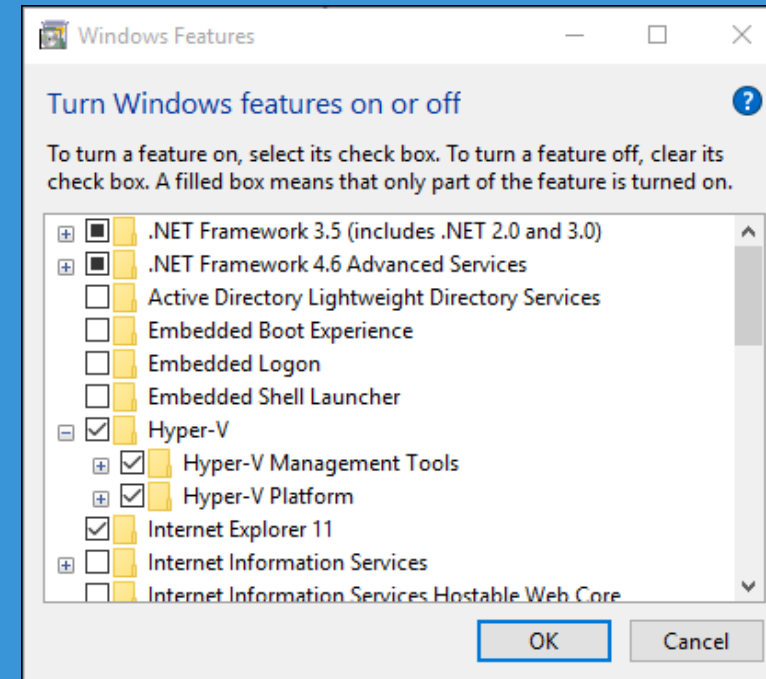 Windows Features
Turn Windows features on or off
To turn a feature on, select its check box. To turn a feature off, clear its
check box. A filled box means that only part of the feature is turned on.
.NET Framework 3.5 (includes .NET 2.0 and 3.0)
.NET Framework 4.6 Advanced Services
Active Directory Lightweight Directory Services
Embedded Boot Experience
Embedded Logon
Embedded Shell Launcher
Hyper-V
Hyper-V Management Tools
Hyper-V Platform
Internet Explorer 11
Internet Information Services
Internet Information Services Hostable Web Core
OK Cancel